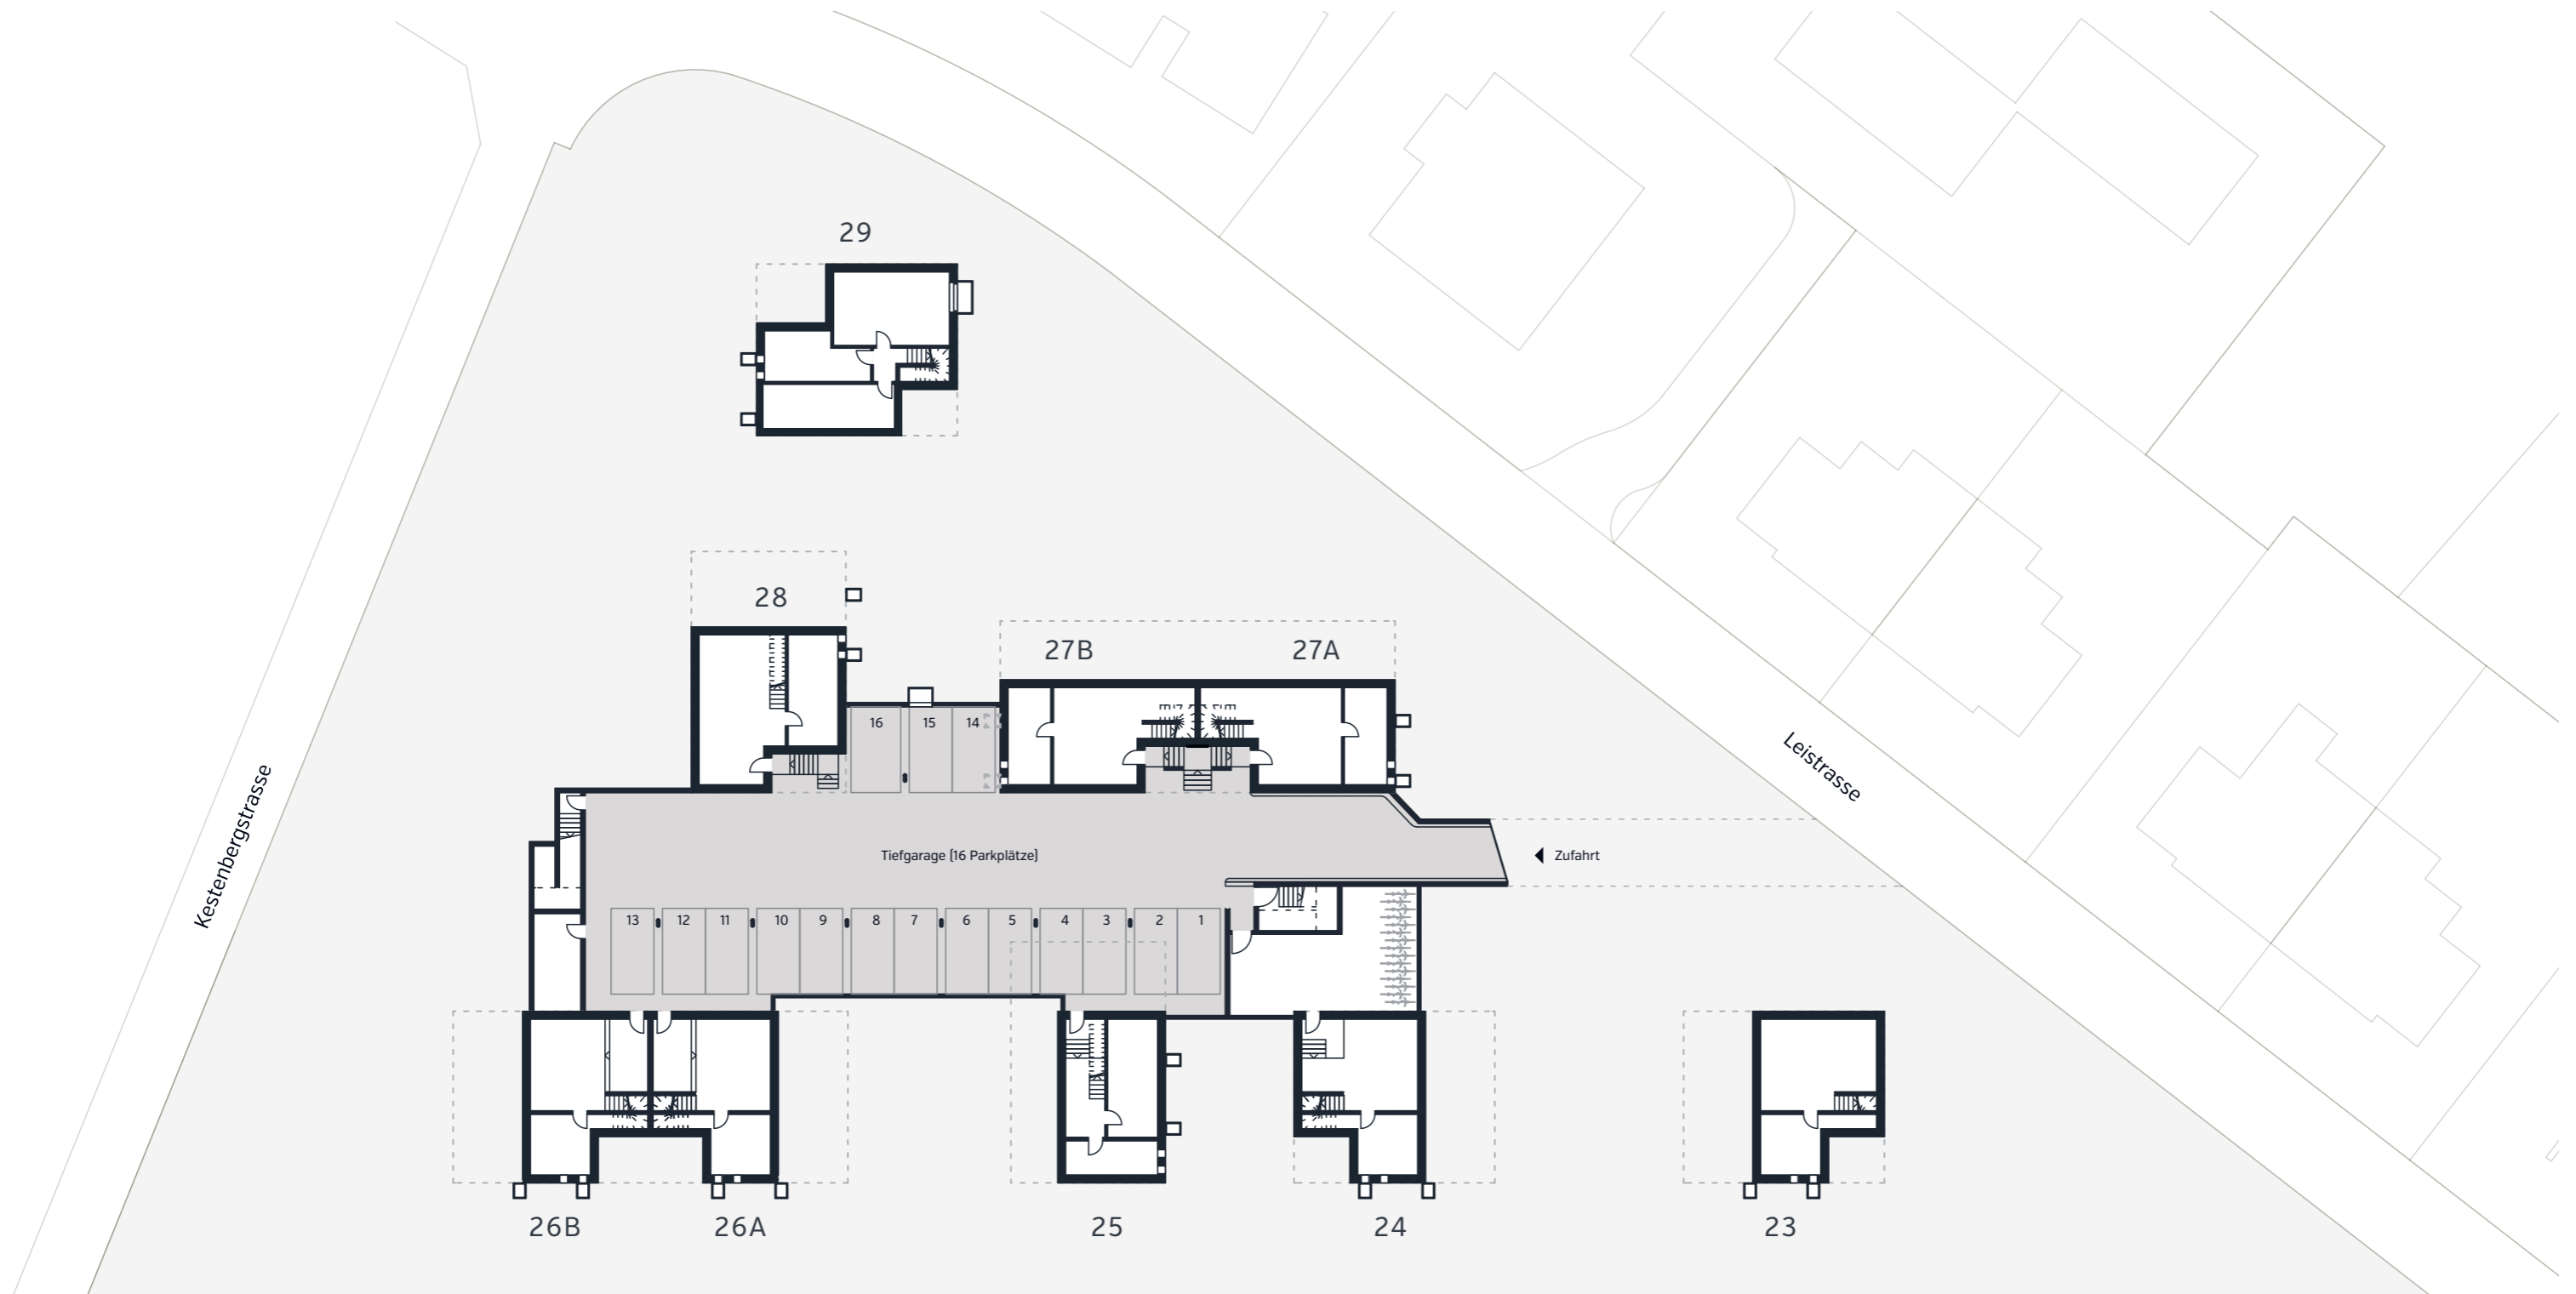 29
28
27B 27A
16 15 14
Leistrasse
Kestenbergstrasse
Tiefgarage (16 Parkplätze)
Zufahrt
13 12 11 10 9 8 7 6 5 4 3 2 1
26B 26A 25 24 23